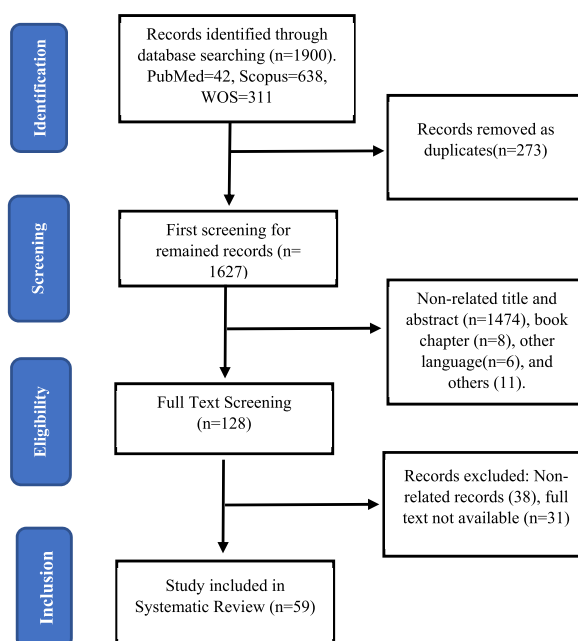 Identification
Records identified through
database searching (n=1900).
PubMed=42, Scopus=638,
WOS=311
Records removed as
duplicates(n=273)
Screening
First screening for
remained records (n=
1627)
Non-related title and
abstract (n=1474), book
chapter (n=8), other
language(n=6), and
others (11).
Eligibility
Full Text Screening
(n=128)
Records excluded: Non-
related records (38), full
text not available (n=31)
Inclusion
Study included in
Systematic Review (n=59)